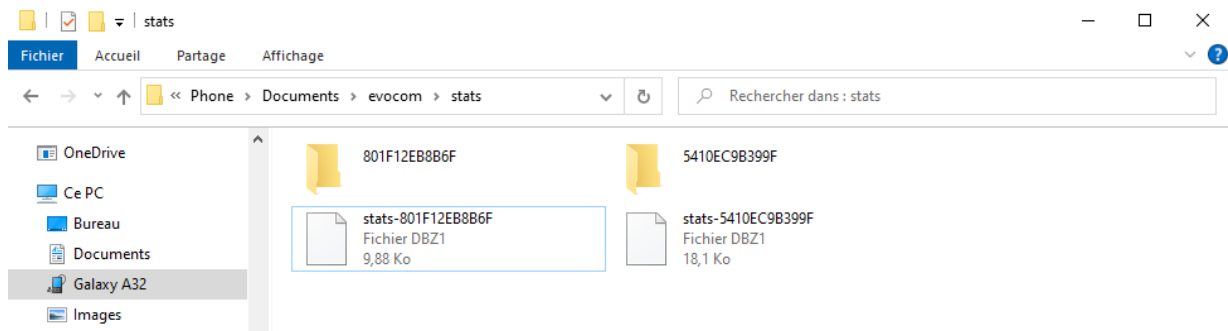 stats
Fichier Accueil Partage Affichage
« Phone > Documents > evocom > stats
Rechercher dans : stats
OneDrive
Ce PC
Bureau
Documents
Galaxy A32
Images
801F12EB8B6F
5410EC9B399F
stats-801F12EB8B6F
Fichier DBZ1
9,88 Ko
stats-5410EC9B399F
Fichier DBZ1
18,1 Ko